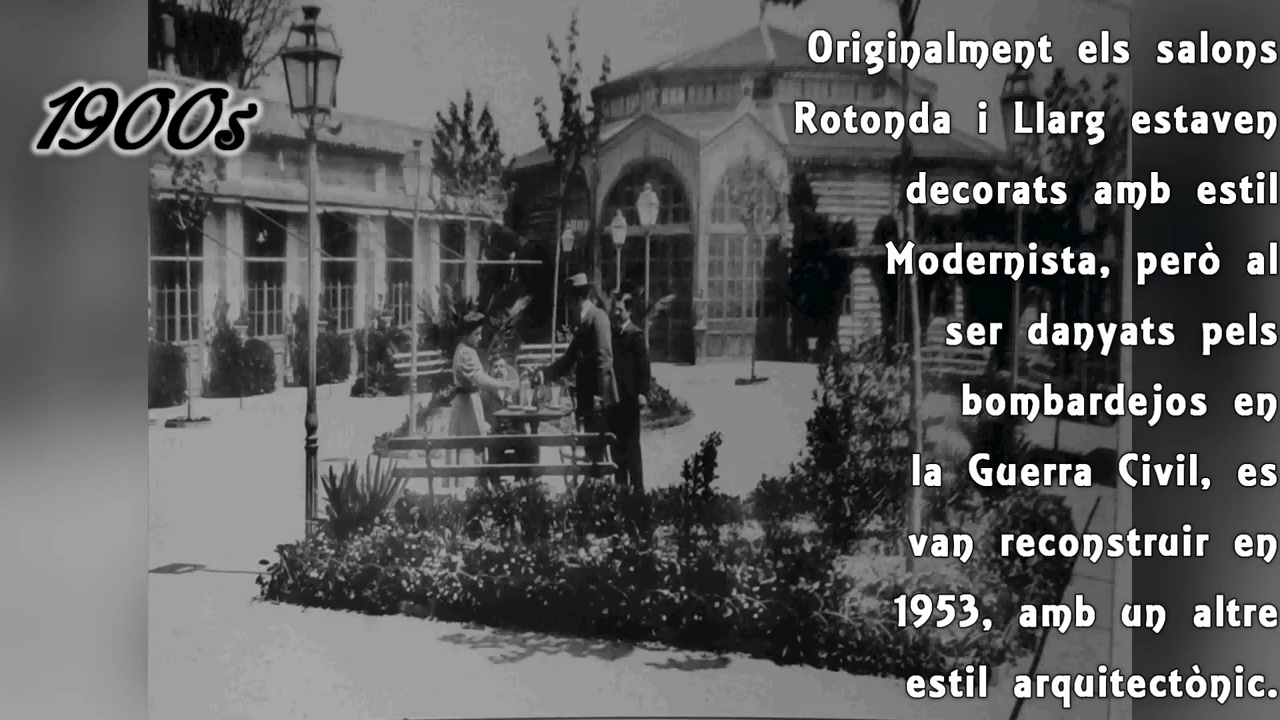 1900s
Originalment els salons
Rotonda i Llarg estaven
decorats amb estil
Modernista, però al
ser danyats pels
bombardejos en
la Guerra Civil, es
van reconstruir en
1953, amb un altre
estil arquitectònic.